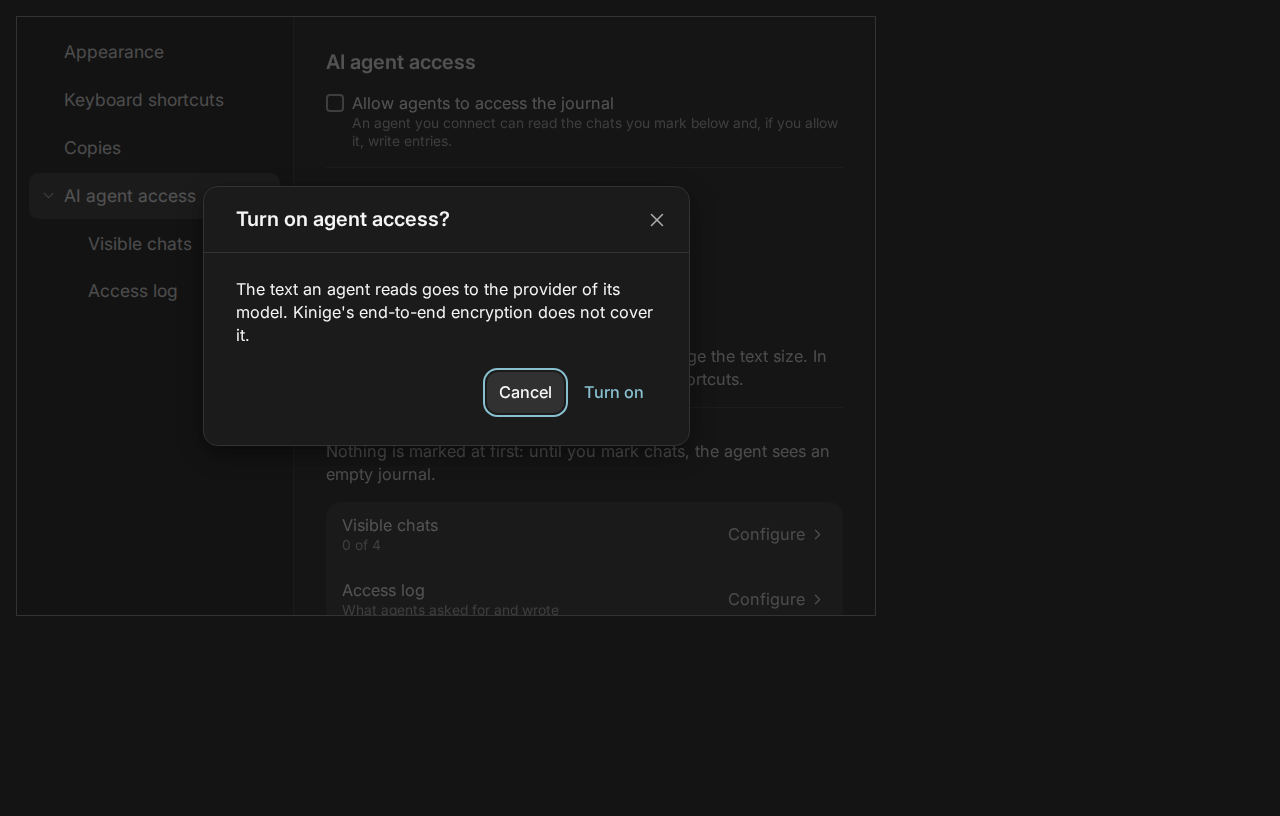 Appearance
Keyboard shortcuts
Copies
AI agent access
Visible chats
Access log
AI agent access
Allow agents to access the journal
An agent you connect can read the chats you mark below and, if you allow
it, write entries.
Turn on agent access?
The text an agent reads goes to the provider of its
model. Kinige's end-to-end encryption does not cover
it.
Cancel
Turn on
the text size. In
Nothing is marked at first: until you mark chats, the agent sees an
empty journal.
Visible chats
0 of 4
Configure
Access log
What agents asked for and wrote
Configure